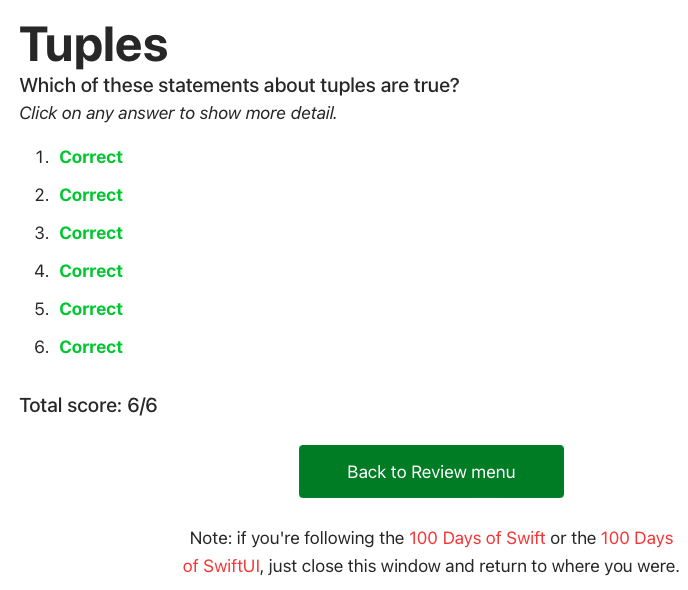 Tuples
Which of these statements about tuples are true?
Click on any answer to show more detail.
1. Correct
2. Correct
3. Correct
4. Correct
5. Correct
6. Correct
Total score: 6/6
Back to Review menu
Note: if you're following the 100 Days of Swift or the 100 Days
of SwiftUI, just close this window and return to where you were.